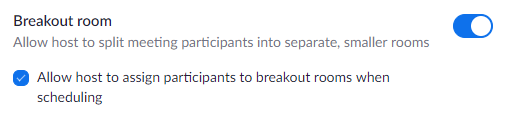 Breakout room
Allow host to split meeting participants into separate, smaller rooms
Allow host to assign participants to breakout rooms when
scheduling